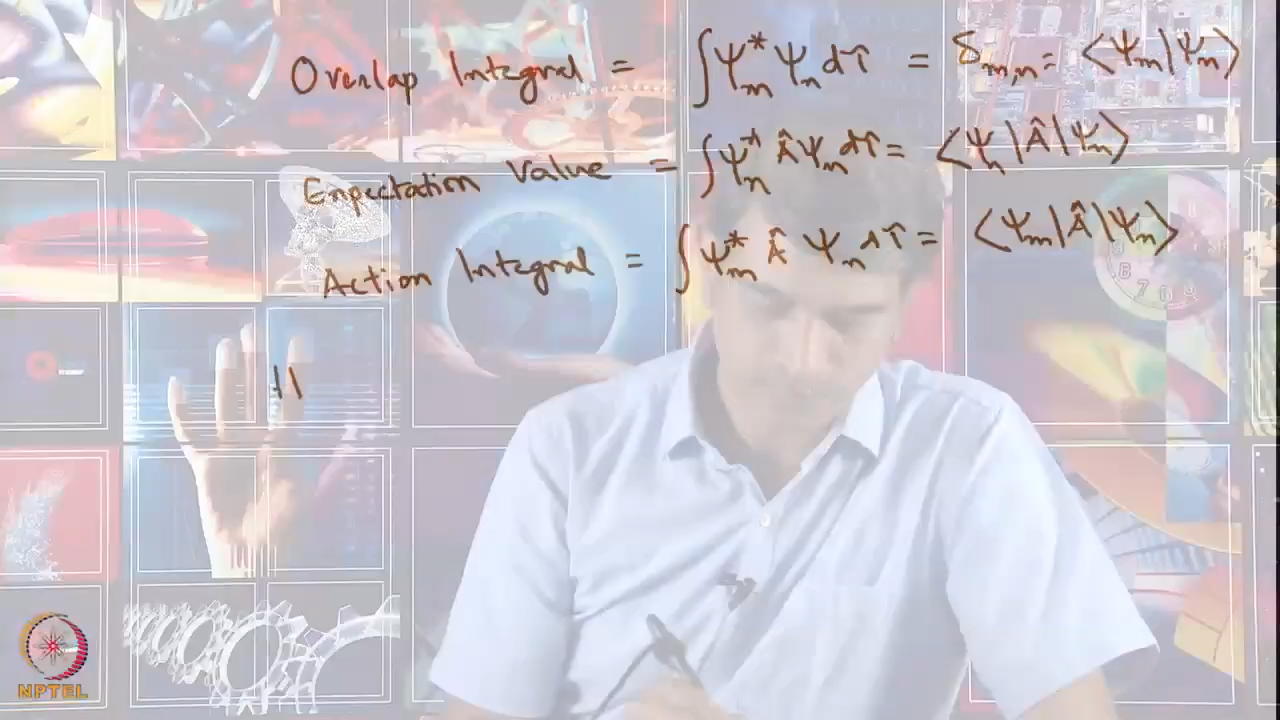 Overlap Integral = ∫Ψₘ* Ψₙ dτ = δₘ,ₙ = ⟨Ψₘ|Ψₙ⟩
Expectation Value = ∫Ψₙ* Â Ψₙ dτ = ⟨Ψₙ|Â|Ψₙ⟩
Action Integral = ∫Ψₘ* Â Ψₙ dτ = ⟨Ψₘ|Â|Ψₙ⟩
NPTEL